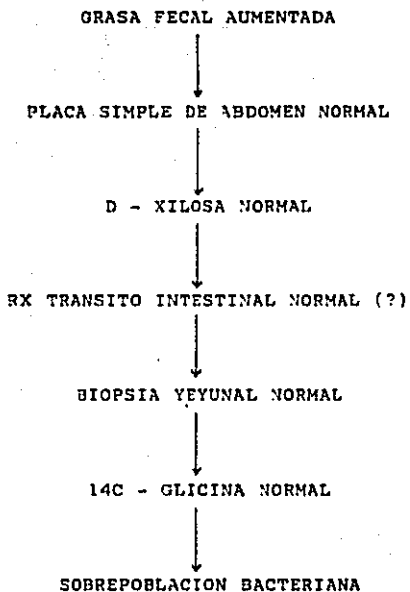 GRASA FECAL AUMENTADA
PLACA SIMPLE DE ABDOMEN NORMAL
D - XILOSA NORMAL
RX TRANSITO INTESTINAL NORMAL (?)
BIOPSIA YEYUNAL NORMAL
14C - GLICINA NORMAL
SOBREPOBLACION BACTERIANA